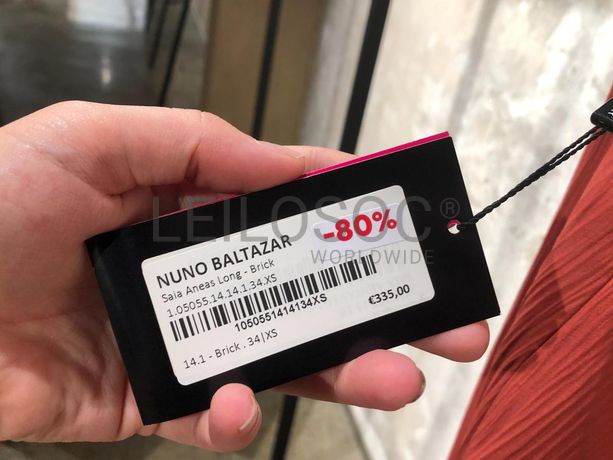 NUNO BALTAZAR
-80%
Saia Aneas Long - Brick
1.05055.14.14.1.34.XS
1050551414134XS
€335,00
14.1 - Brick . 34|XS
LEILOSOC®
WORLDWIDE